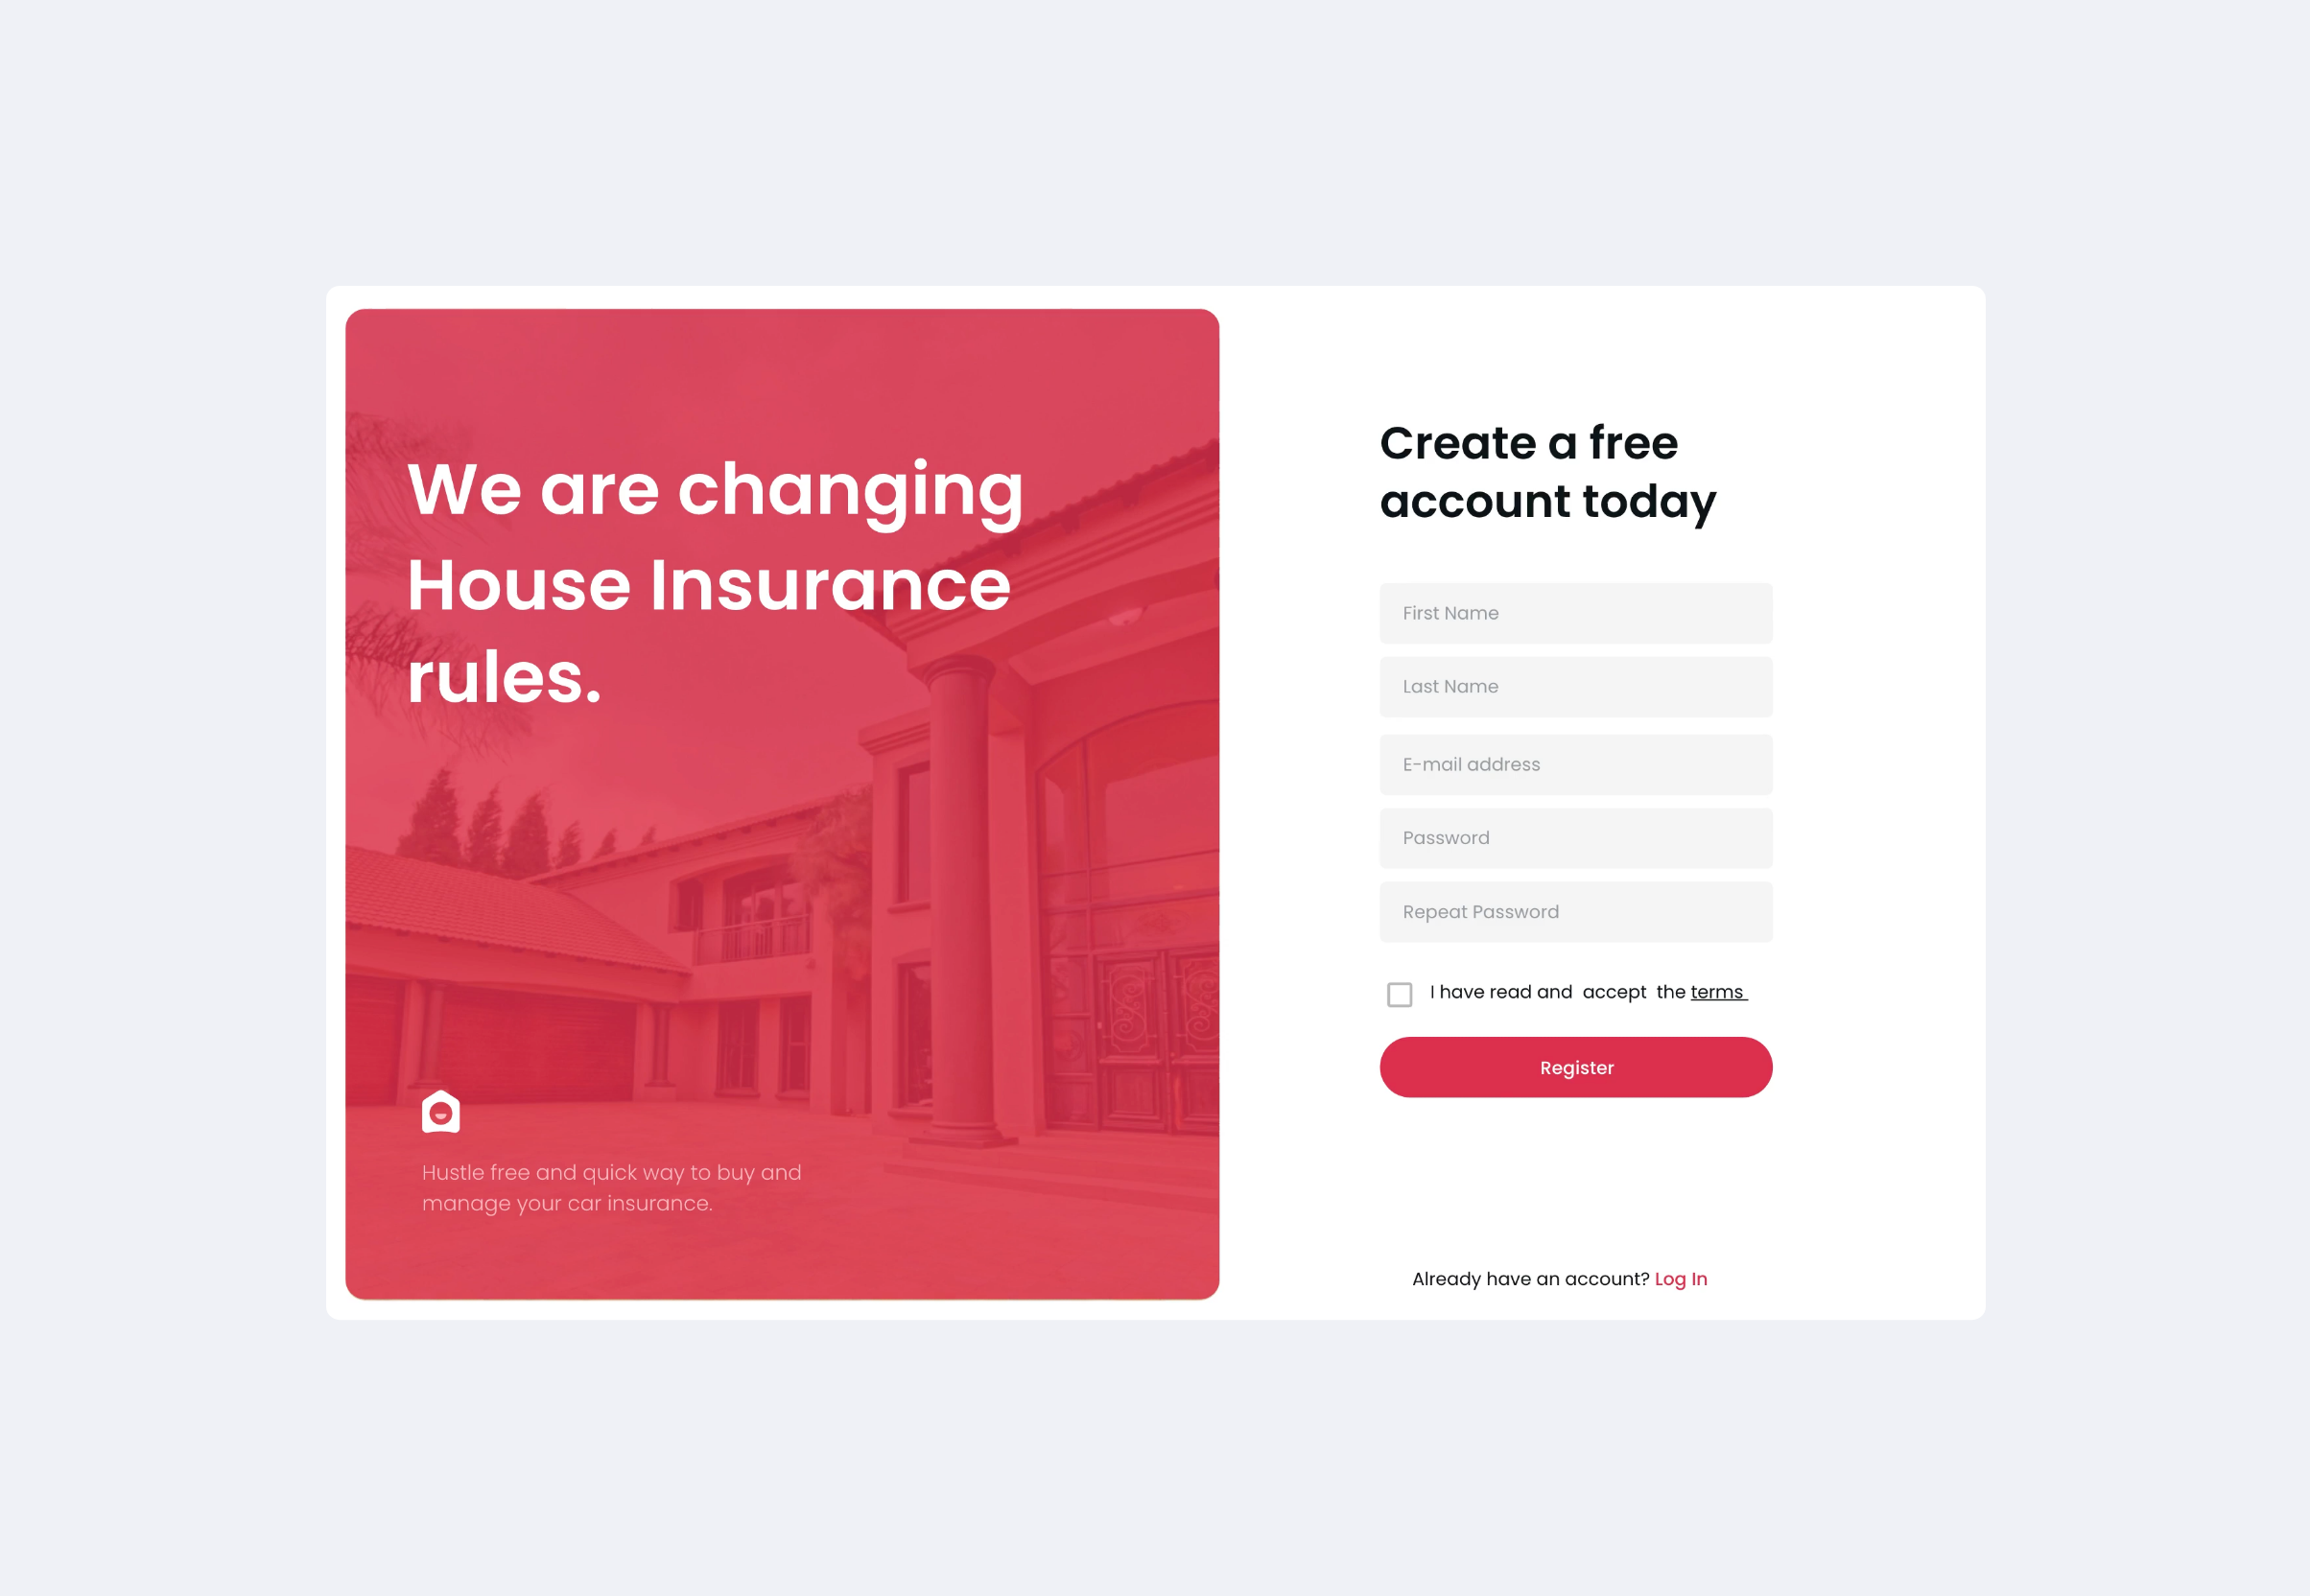 We are changing
House Insurance
rules.
Hustle free and quick way to buy and
manage your car insurance.
Create a free
account today
First Name
Last Name
E-mail address
Password
Repeat Password
I have read and  accept  the terms
Register
Already have an account? Log In